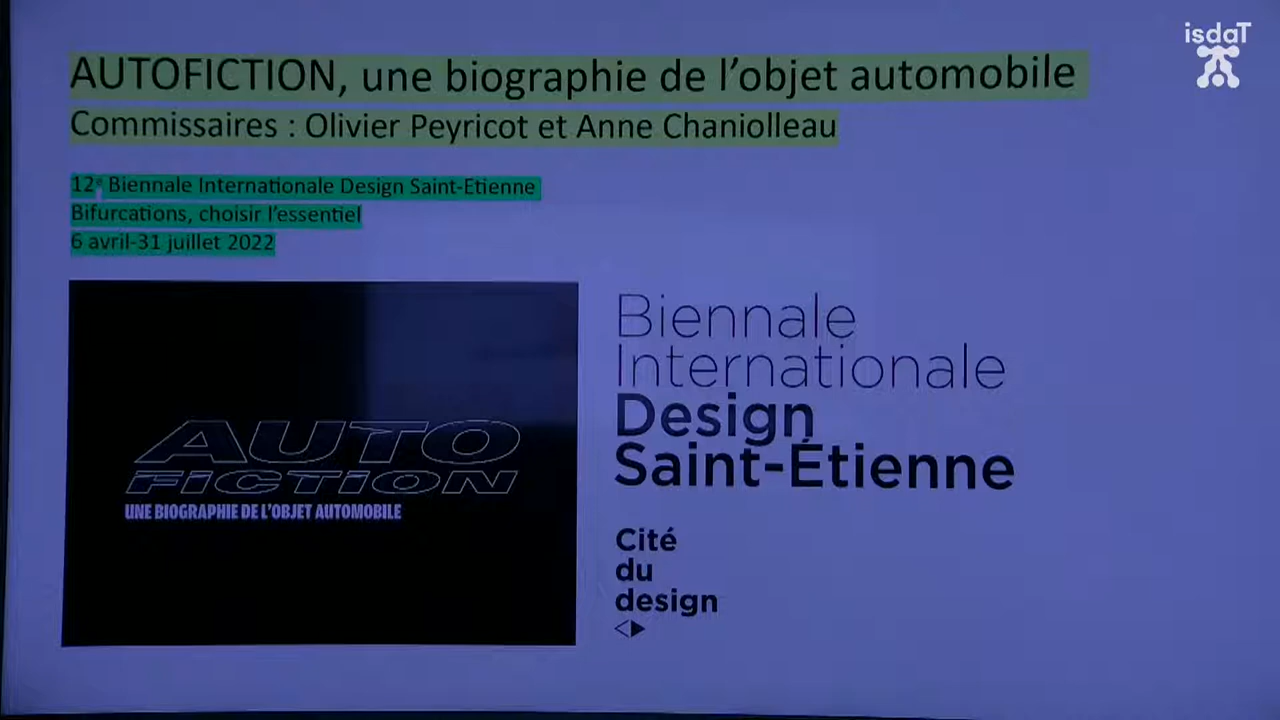 isdaT
AUTOFICTION, une biographie de l'objet automobile
Commissaires : Olivier Peyricot et Anne Chaniolleau
12e Biennale Internationale Design Saint-Etienne
Bifurcations, choisir l'essentiel
6 avril-31 juillet 2022
AUTO
FICTION
UNE BIOGRAPHIE DE L'OBJET AUTOMOBILE
Biennale
Internationale
Design
Saint-Étienne
Cité
du
design